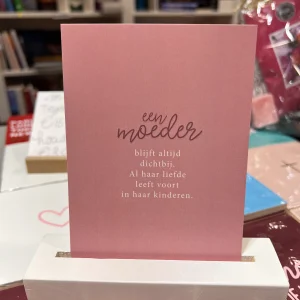 een
moeder
blijft altijd
dichtbij.
Al haar liefde
leeft voort
in haar kinderen.